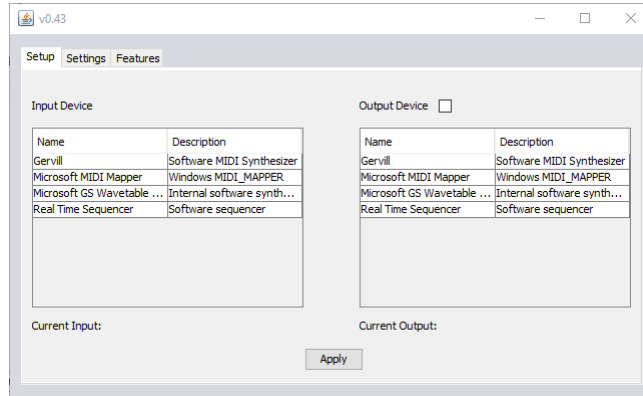 v0.43
Setup Settings Features
Input Device
Output Device
Name Description
Gervill Software MIDI Synthesizer
Microsoft MIDI Mapper Windows MIDI_MAPPER
Microsoft GS Wavetable ... Internal software synth...
Real Time Sequencer Software sequencer
Name Description
Gervill Software MIDI Synthesizer
Microsoft MIDI Mapper Windows MIDI_MAPPER
Microsoft GS Wavetable ... Internal software synth...
Real Time Sequencer Software sequencer
Current Input:
Current Output:
Apply